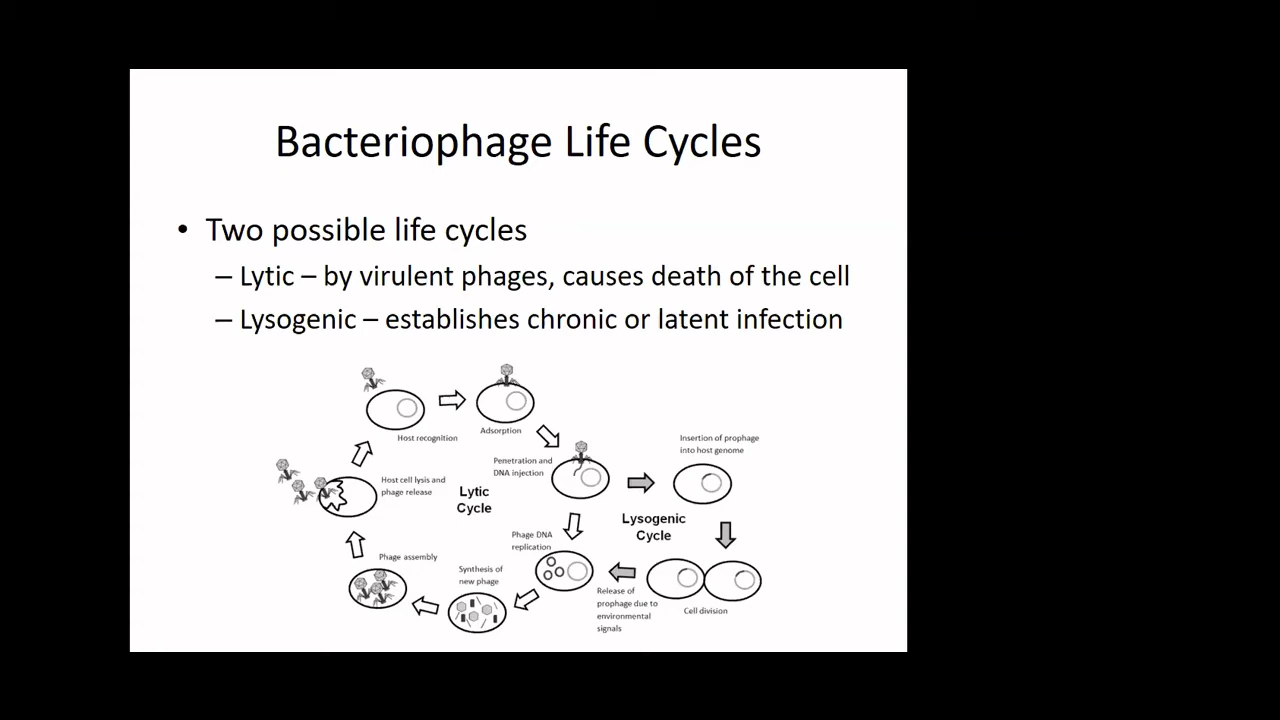 Bacteriophage Life Cycles
• Two possible life cycles
– Lytic – by virulent phages, causes death of the cell
– Lysogenic – establishes chronic or latent infection
Host recognition
Adsorption
Penetration and
DNA injection
Insertion of prophage
into host genome
Host cell lysis and
phage release
Lytic
Cycle
Lysogenic
Cycle
Phage DNA
replication
Phage assembly
Synthesis of
new phage
Release of
prophage due to
environmental
signals
Cell division